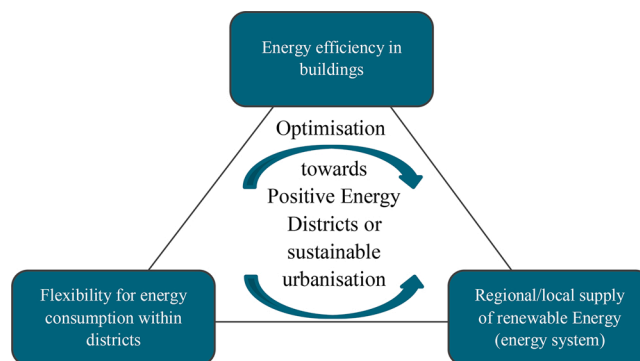 Energy efficiency in
buildings
Optimisation
towards
Positive Energy
Districts or
sustainable
urbanisation
Flexibility for energy
consumption within
districts
Regional/local supply
of renewable Energy
(energy system)